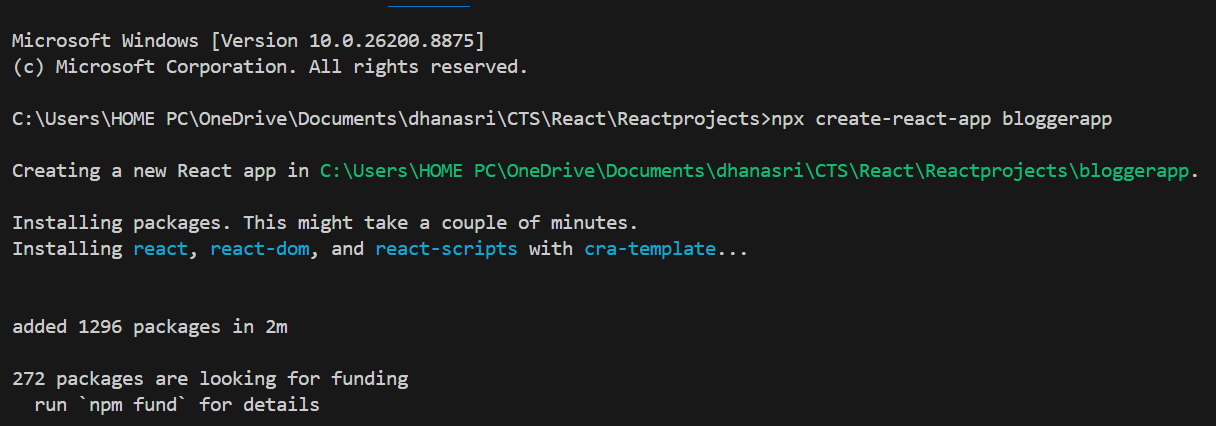 Microsoft Windows [Version 10.0.26200.8875]
(c) Microsoft Corporation. All rights reserved.
C:\Users\HOME PC\OneDrive\Documents\dhanasri\CTS\React\Reactprojects>npx create-react-app bloggerapp
Creating a new React app in C:\Users\HOME PC\OneDrive\Documents\dhanasri\CTS\React\Reactprojects\bloggerapp.
Installing packages. This might take a couple of minutes.
Installing react, react-dom, and react-scripts with cra-template...
added 1296 packages in 2m
272 packages are looking for funding
  run `npm fund` for details